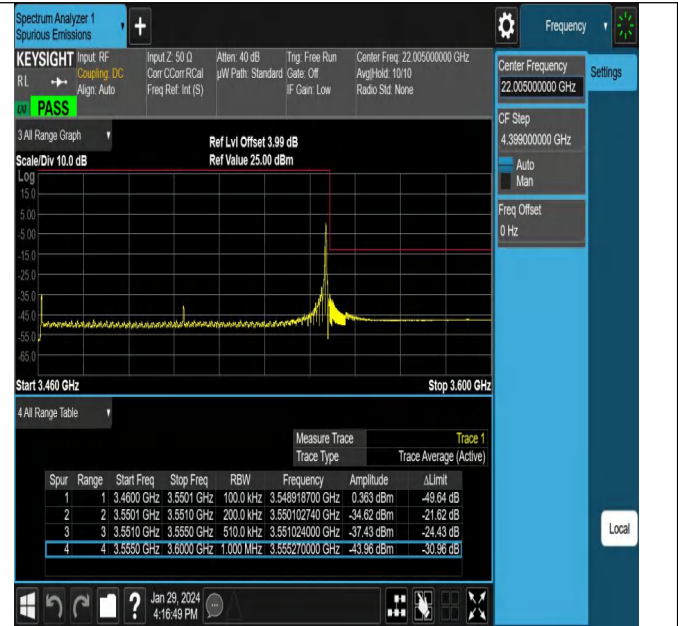 Spectrum Analyzer 1
Spurious Emissions
Frequency
KEYSIGHT
RL
PASS
Input: RF
Coupling: DC
Align: Auto
Input Z: 50 Ω
Corr CCorr RCal
Freq Ref: Int (S)
Atten: 40 dB
µW Path: Standard
Trig: Free Run
Gate: Off
IF Gain: Low
Center Freq: 22.005000000 GHz
Avg|Hold: 10/10
Radio Std: None
Center Frequency
22.005000000 GHz
Settings
CF Step
4.399000000 GHz
Auto
Man
Freq Offset
0 Hz
3 All Range Graph
Scale/Div 10.0 dB
Ref Lvl Offset 3.99 dB
Ref Value 25.00 dBm
Log
15.0
5.00
-5.00
-15.0
-25.0
-35.0
-45.0
-55.0
-65.0
Start 3.460 GHz
Stop 3.600 GHz
4 All Range Table
Measure Trace Trace 1
Trace Type Trace Average (Active)
Spur Range Start Freq Stop Freq RBW Frequency Amplitude ΔLimit
1 1 3.4600 GHz 3.5501 GHz 100.0 kHz 3.548918700 GHz 0.363 dBm -49.64 dB
2 2 3.5501 GHz 3.5510 GHz 200.0 kHz 3.550102740 GHz -34.62 dBm -21.62 dB
3 3 3.5510 GHz 3.5550 GHz 510.0 kHz 3.551024000 GHz -37.43 dBm -24.43 dB
4 4 3.5550 GHz 3.6000 GHz 1.000 MHz 3.555270000 GHz -43.96 dBm -30.96 dB
Local
Jan 29, 2024
4:16:49 PM